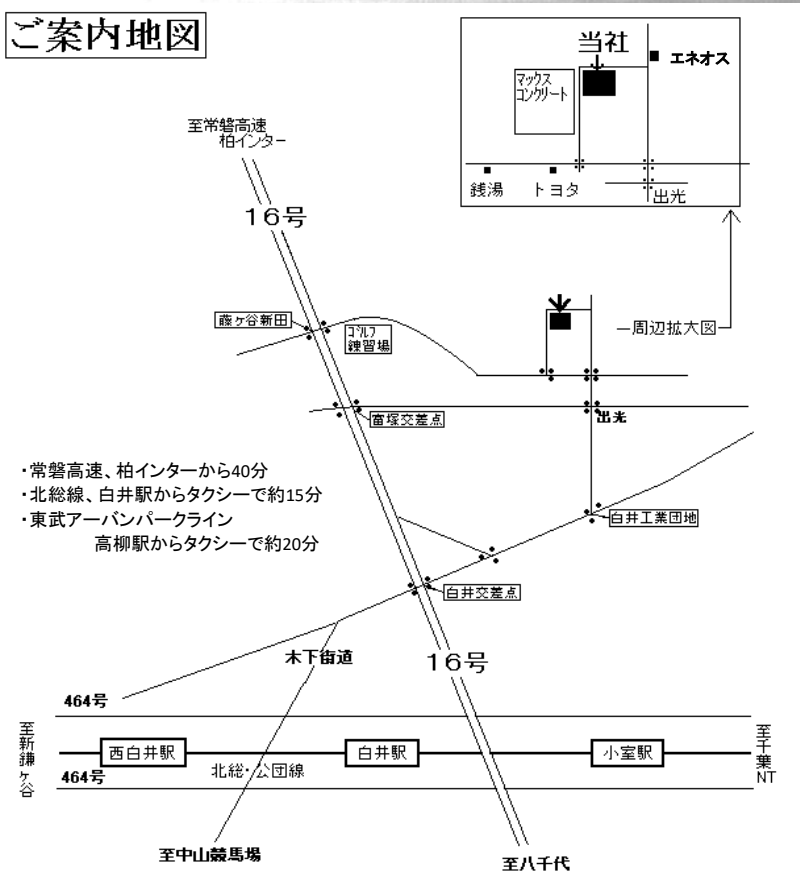 ご案内地図
当社
エネオス
マックス
コンクリート
銭湯
トヨタ
出光
至常磐高速
柏インター
16号
藤ヶ谷新田
ゴルフ
練習場
周辺拡大図
富塚交差点
出光
・常磐高速、柏インターから40分
・北総線、白井駅からタクシーで約15分
・東武アーバンパークライン
高柳駅からタクシーで約20分
白井工業団地
白井交差点
木下街道
16号
464号
至新鎌ヶ谷
西白井駅
白井駅
小室駅
至千葉NT
464号
北総・公団線
至中山競馬場
至八千代